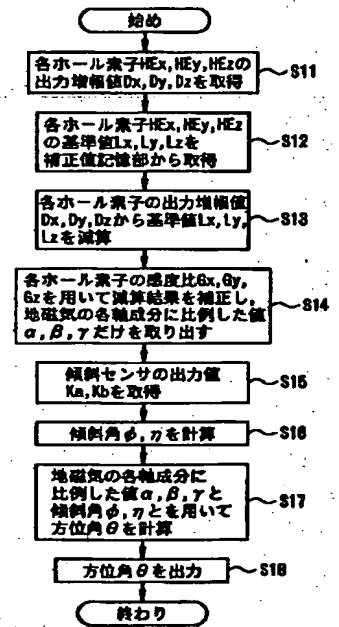 始め
各ホール素子HEx,HEy,HEzの
出力増幅値Dx,Dy,Dzを取得
S11
各ホール素子HEx,HEy,HEz
の基準値Lx,Ly,Lzを
補正値記憶部から取得
S12
各ホール素子の出力増幅値
Dx,Dy,Dzから基準値Lx,Ly,
Lzを減算
S13
各ホール素子の感度比Gx,Gy,
Gzを用いて減算結果を補正し,
地磁気の各軸成分に比例した値
α,β,γだけを取り出す
S14
傾斜センサの出力値
Ka,Kbを取得
S15
傾斜角φ,ηを計算
S16
地磁気の各軸成分に
比例した値α,β,γと
傾斜角φ,ηとを用いて
方位角θを計算
S17
方位角θを出力
S18
終わり